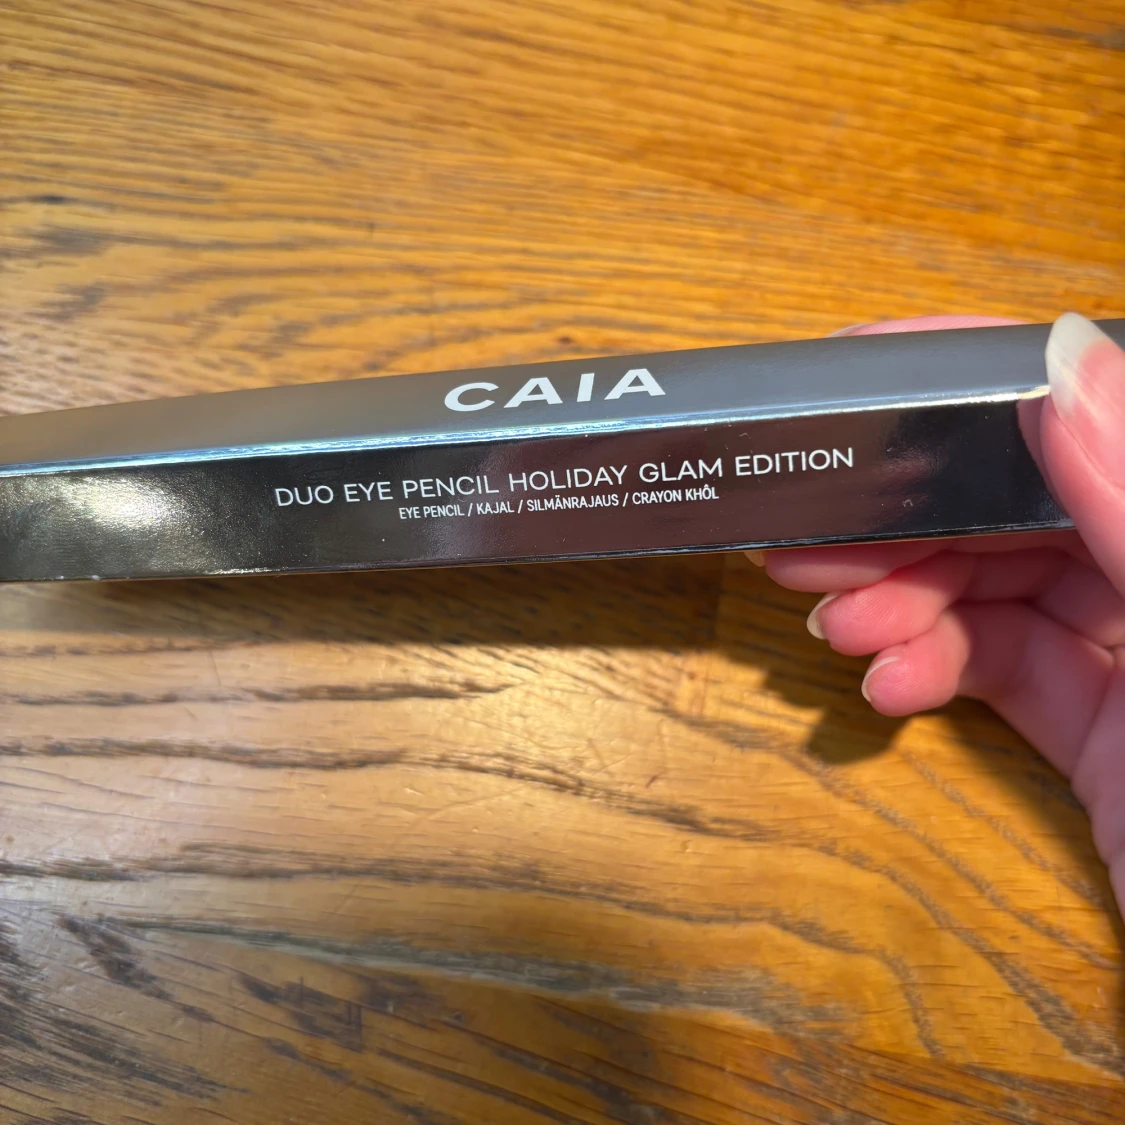 CAIA
DUO EYE PENCIL HOLIDAY GLAM EDITION
EYE PENCIL / KAJAL / SILMÄNRAJAUS / CRAYON KHÔL